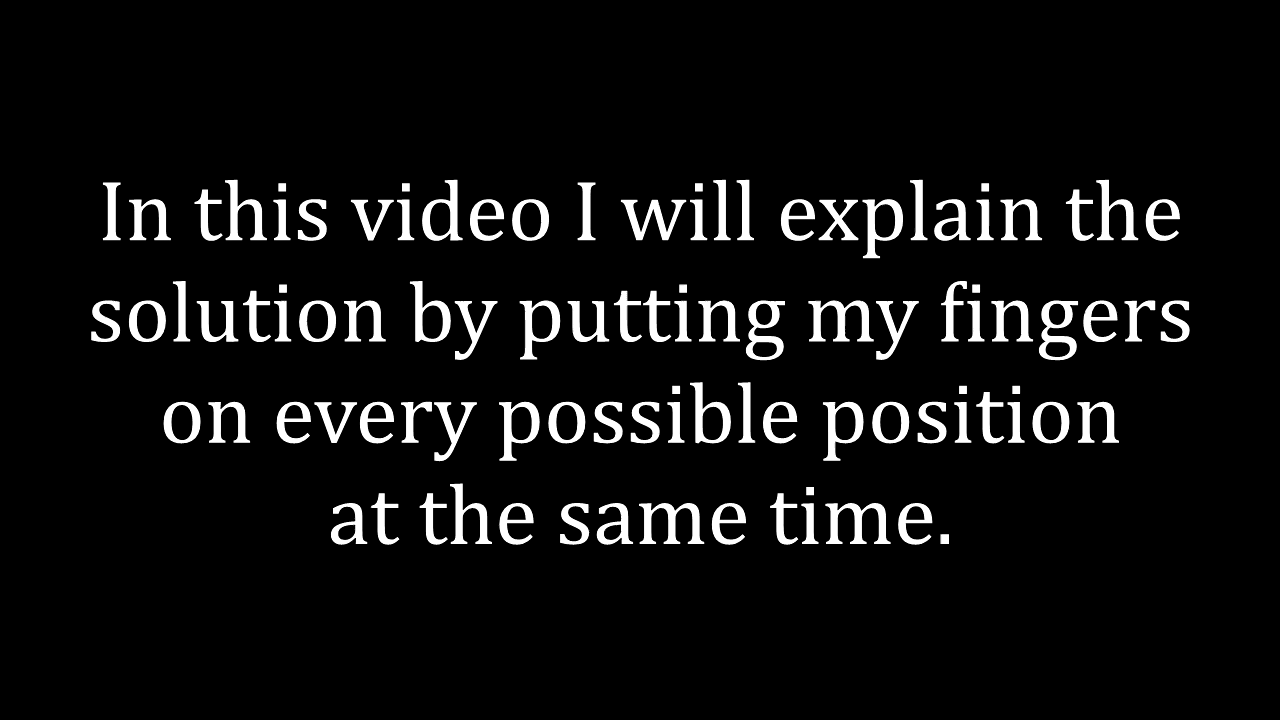 In this video I will explain the
solution by putting my fingers
on every possible position
at the same time.